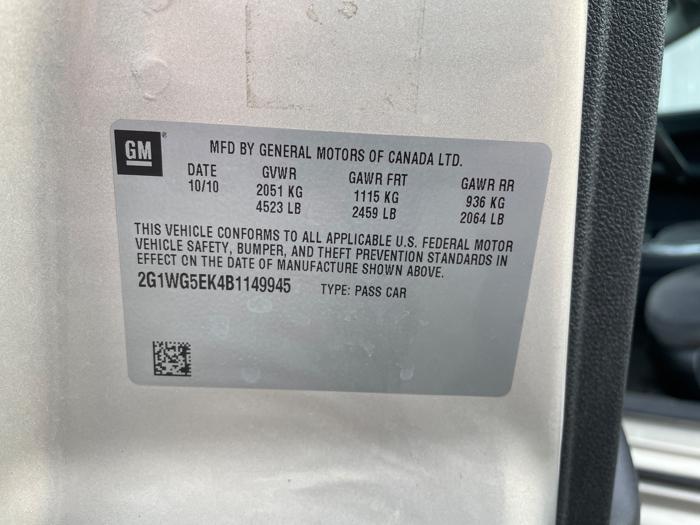 GM ® MFD BY GENERAL MOTORS OF CANADA LTD.
DATE GVWR GAWR FRT GAWR RR
10/10 2051 KG 1115 KG 936 KG
4523 LB 2459 LB 2064 LB
THIS VEHICLE CONFORMS TO ALL APPLICABLE U.S. FEDERAL MOTOR
VEHICLE SAFETY, BUMPER, AND THEFT PREVENTION STANDARDS IN
EFFECT ON THE DATE OF MANUFACTURE SHOWN ABOVE.
2G1WG5EK4B1149945 TYPE: PASS CAR